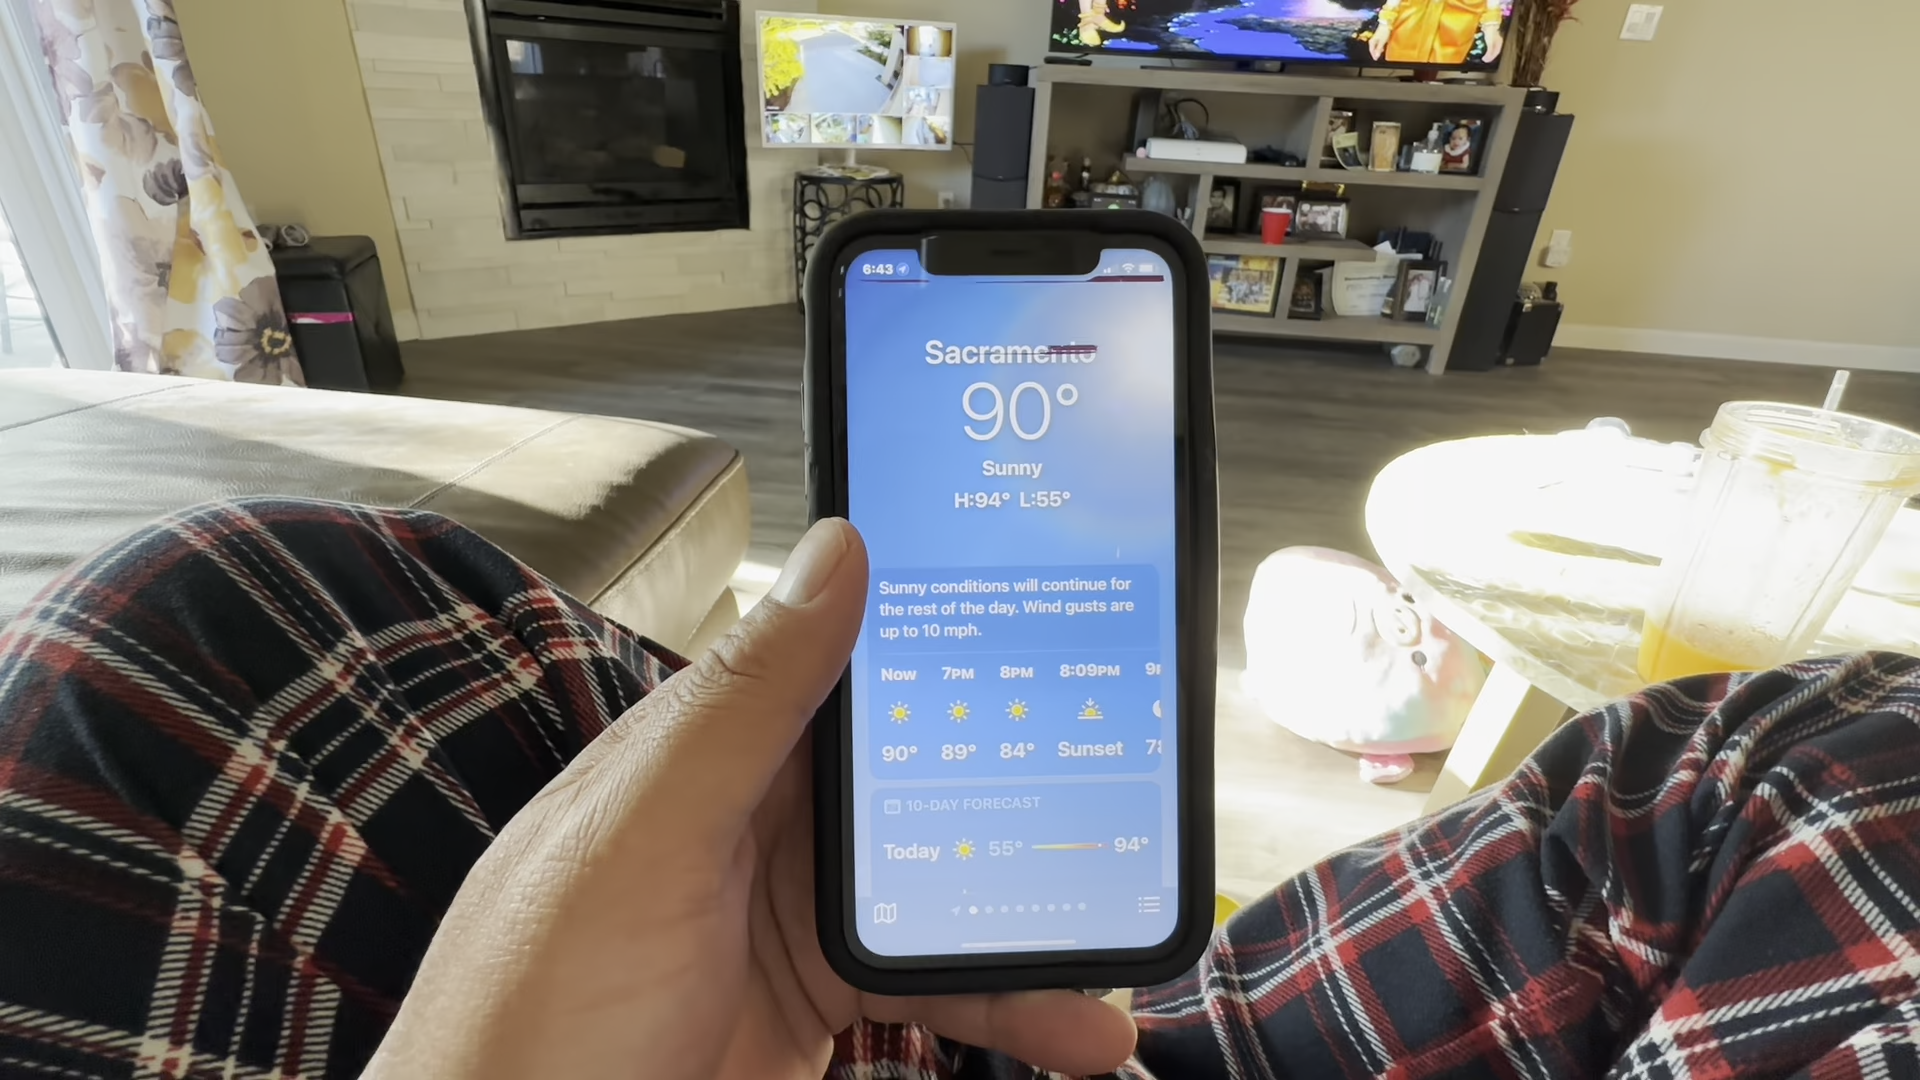 6:43
Sacramento
90°
Sunny
H:94° L:55°
Sunny conditions will continue for
the rest of the day. Wind gusts are
up to 10 mph.
Now 7PM 8PM 8:09PM
90° 89° 84° Sunset
10-DAY FORECAST
Today 55° 94°